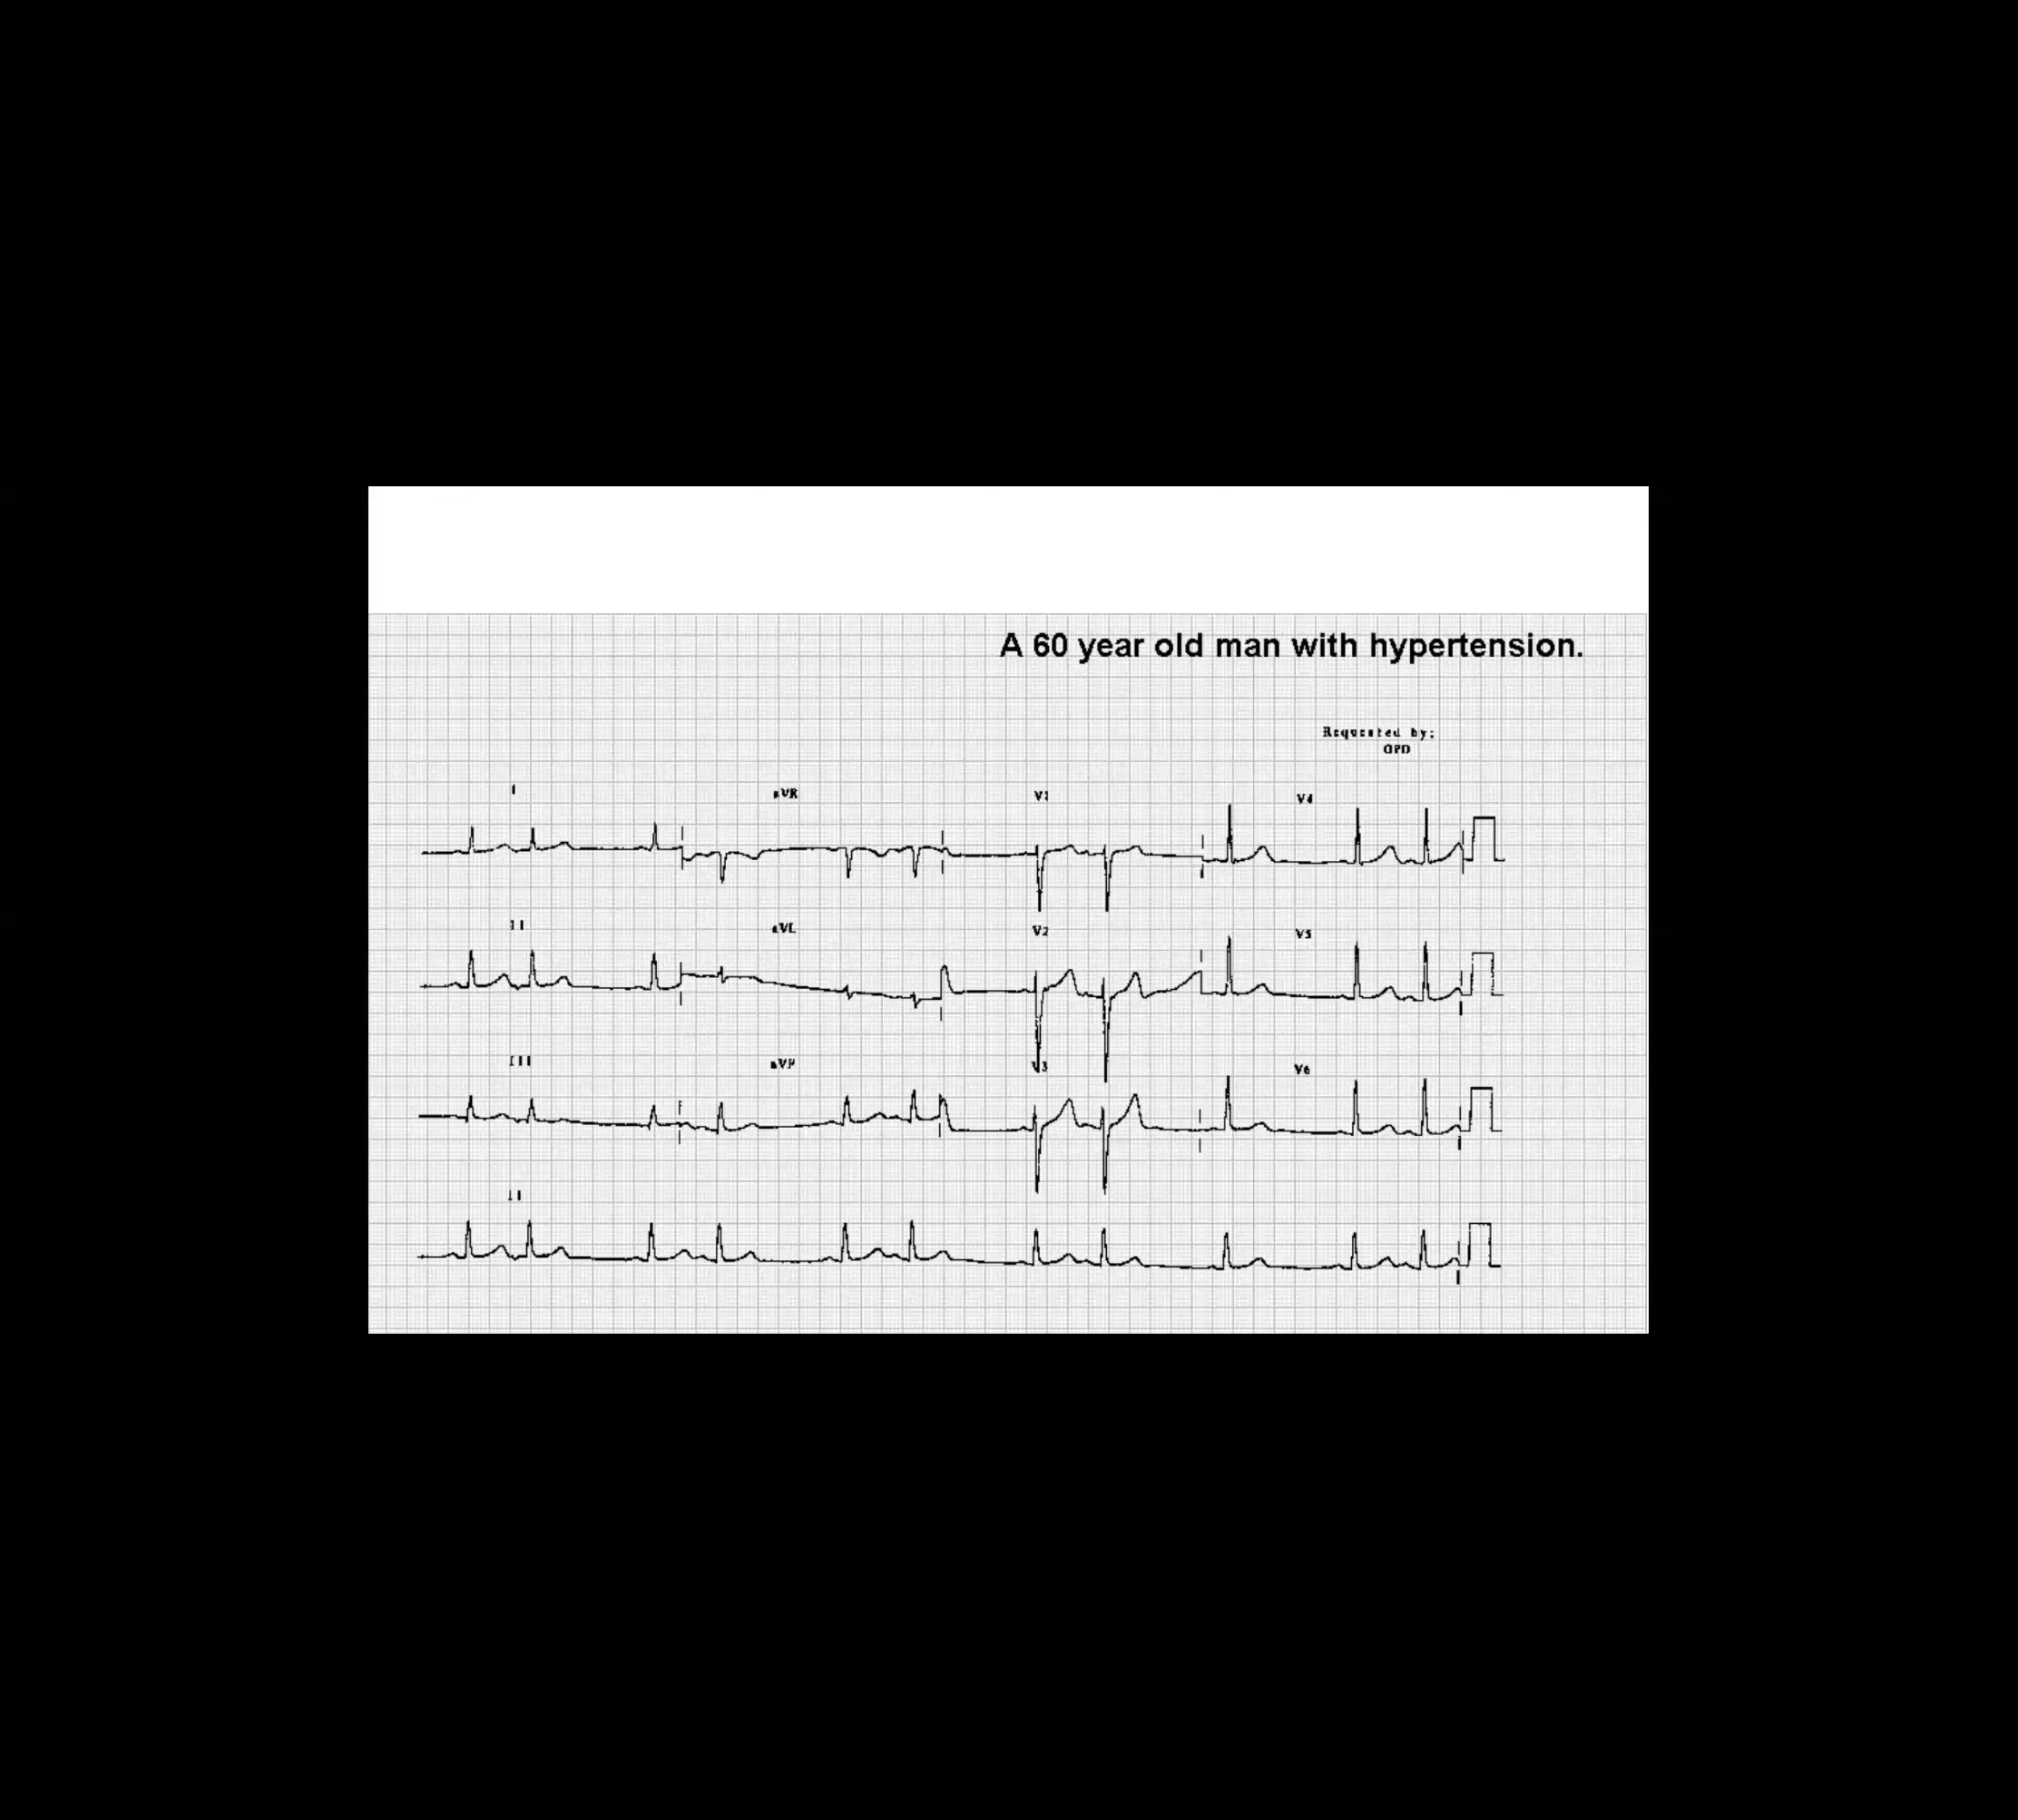 A 60 year old man with hypertension.
Requested by:
OPD
I aVR V1 V4
II aVL V2 V5
III aVF V3 V6
II